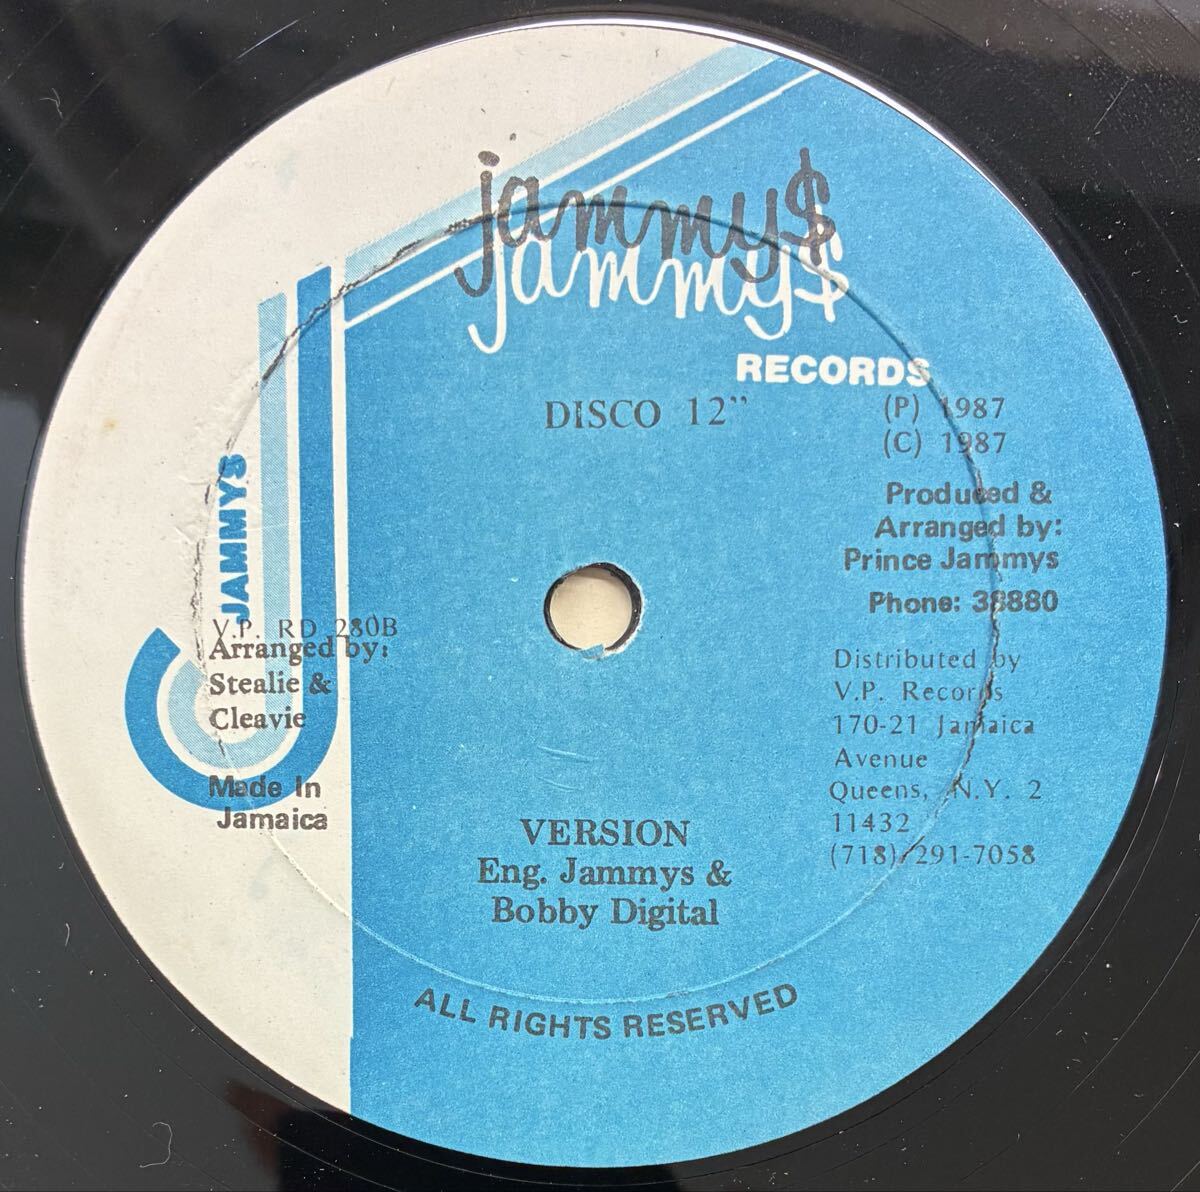 jammy$
jammy$
RECORDS
DISCO 12”
(P) 1987
(C) 1987
Produced &
Arranged by:
Prince Jammys
Phone: 38880
JAMMYS
V.P. RD 280B
Arranged by:
Stealie &
Cleavie
Made In
Jamaica
Distributed by
V.P. Records
170-21 Jamaica
Avenue
Queens, N.Y. 2
11432
(718) 291-7058
VERSION
Eng. Jammys &
Bobby Digital
ALL RIGHTS RESERVED